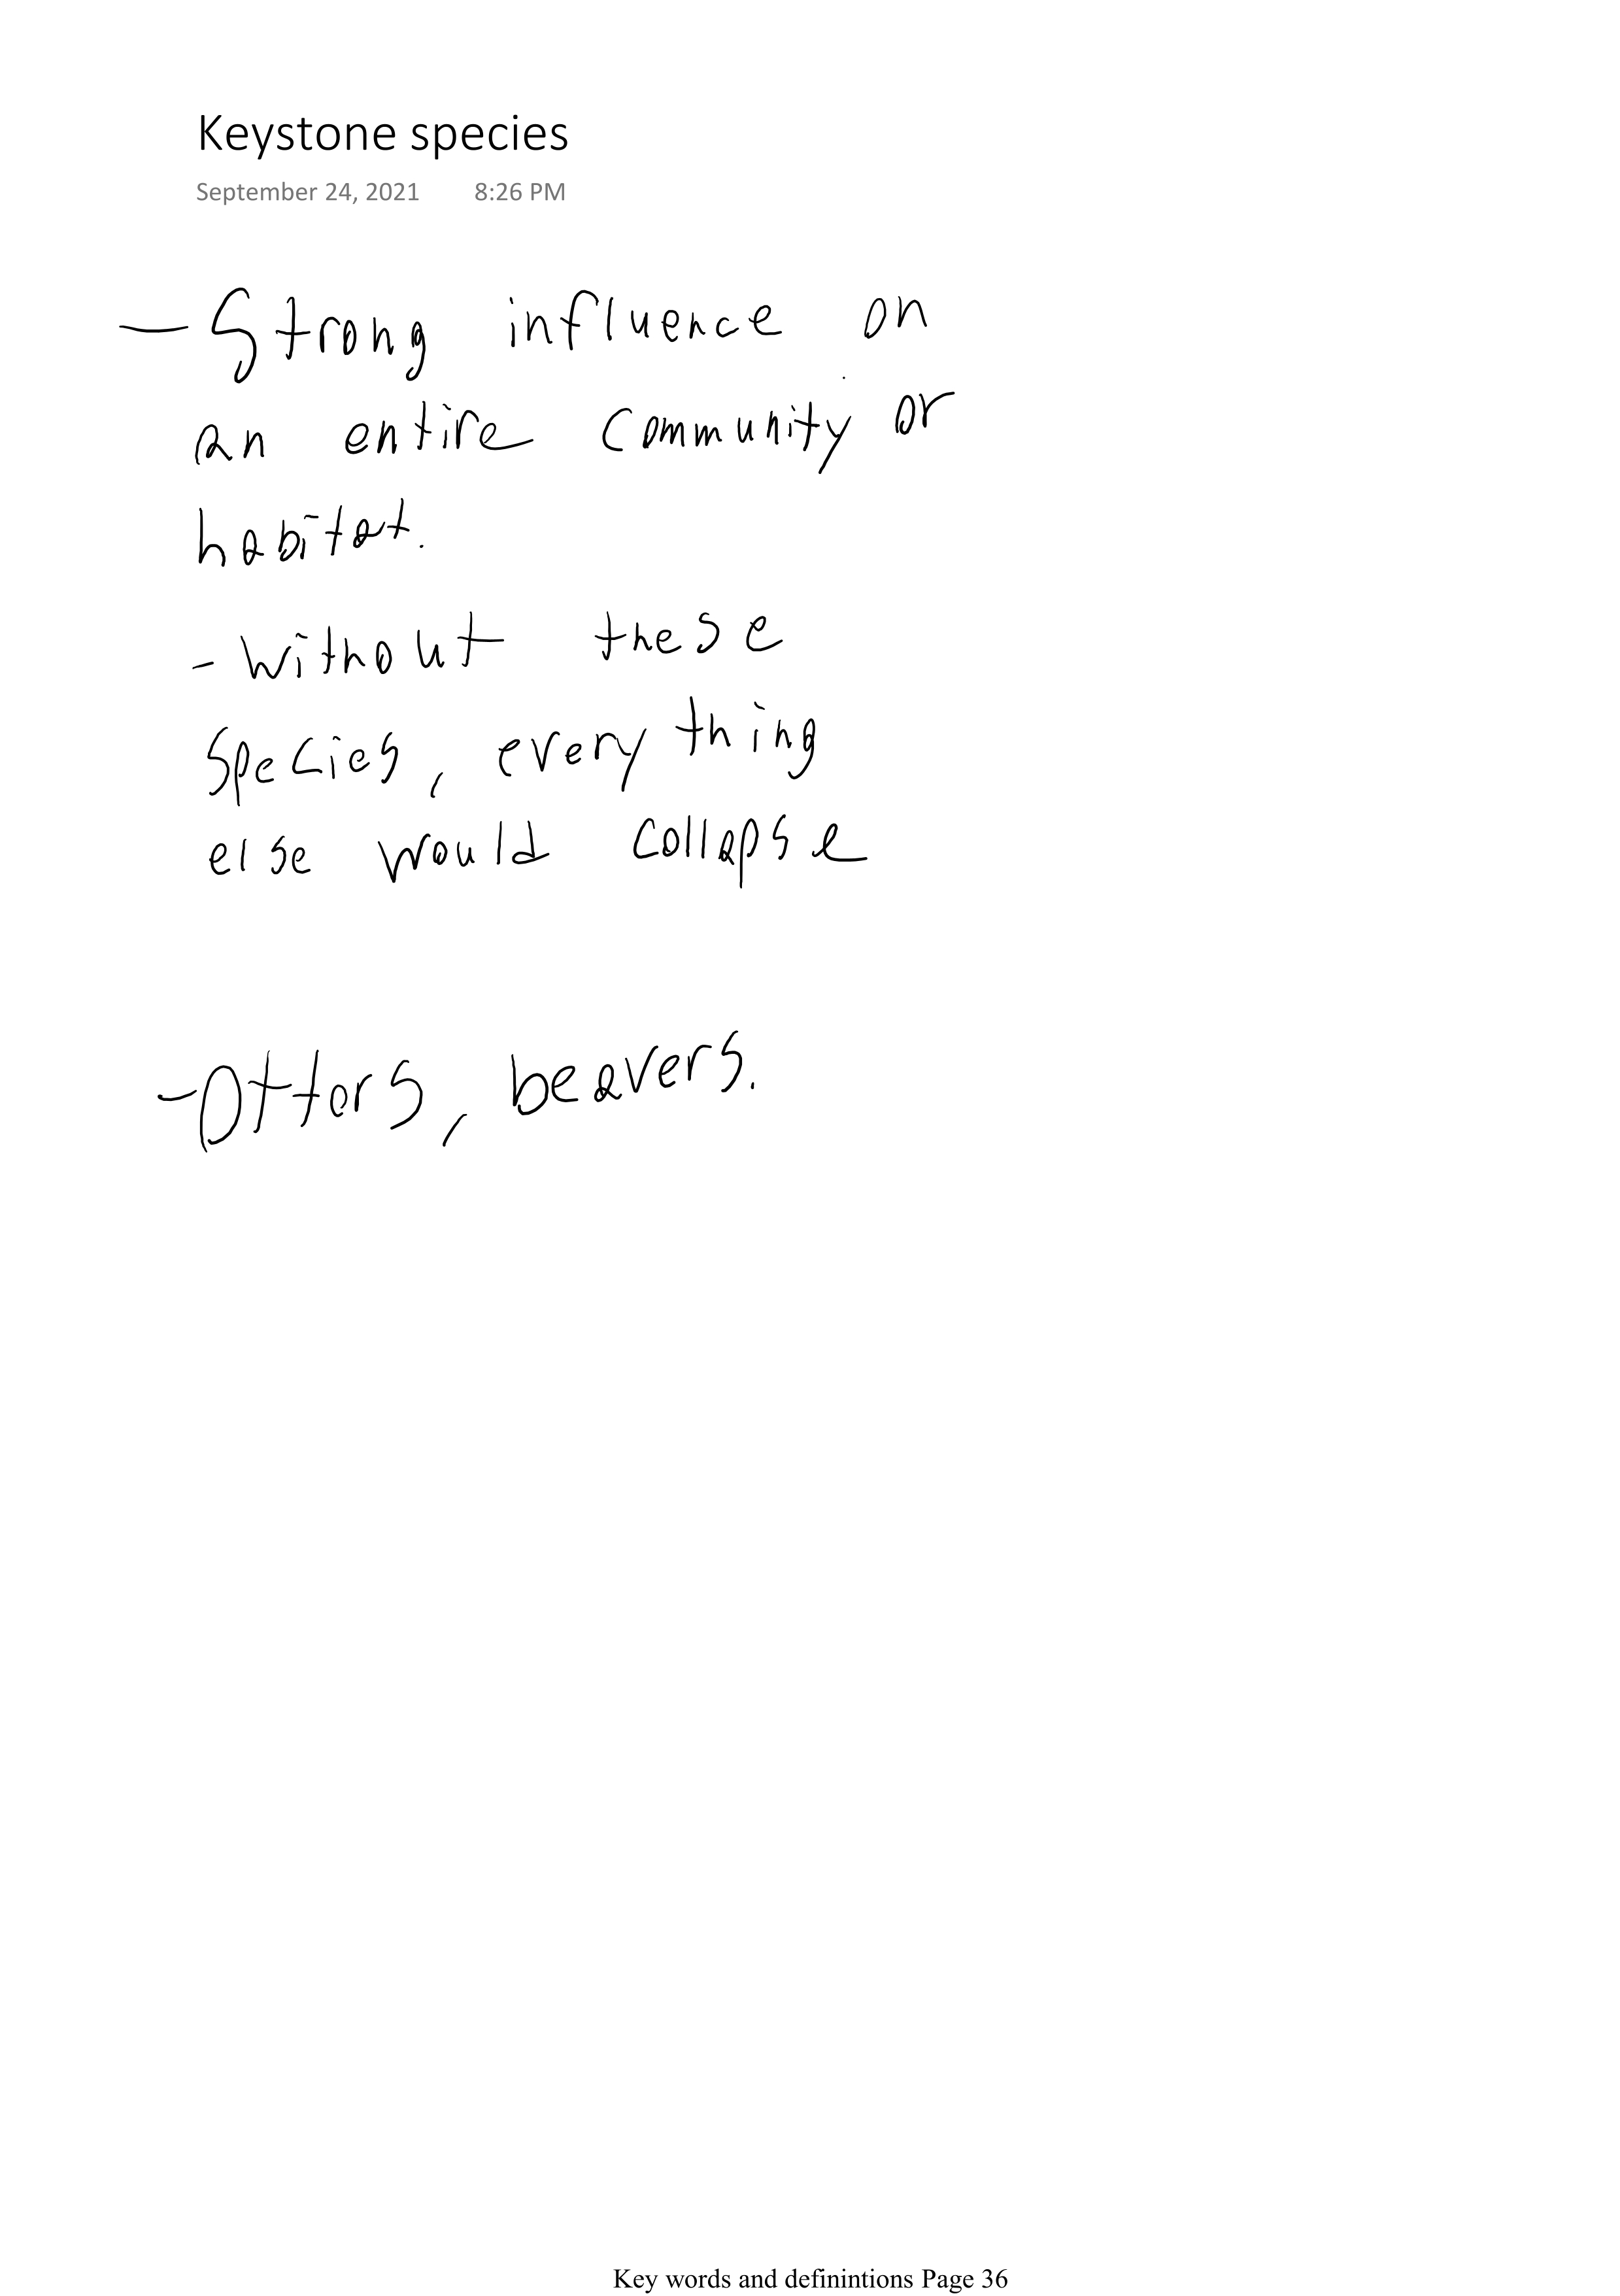 Keystone species
September 24, 2021 8:26 PM
- Strong influence on
an entire community or
habitat.
- Without these
species, everything
else would collapse
- Ottors, beavers.
Key words and definintions Page 36